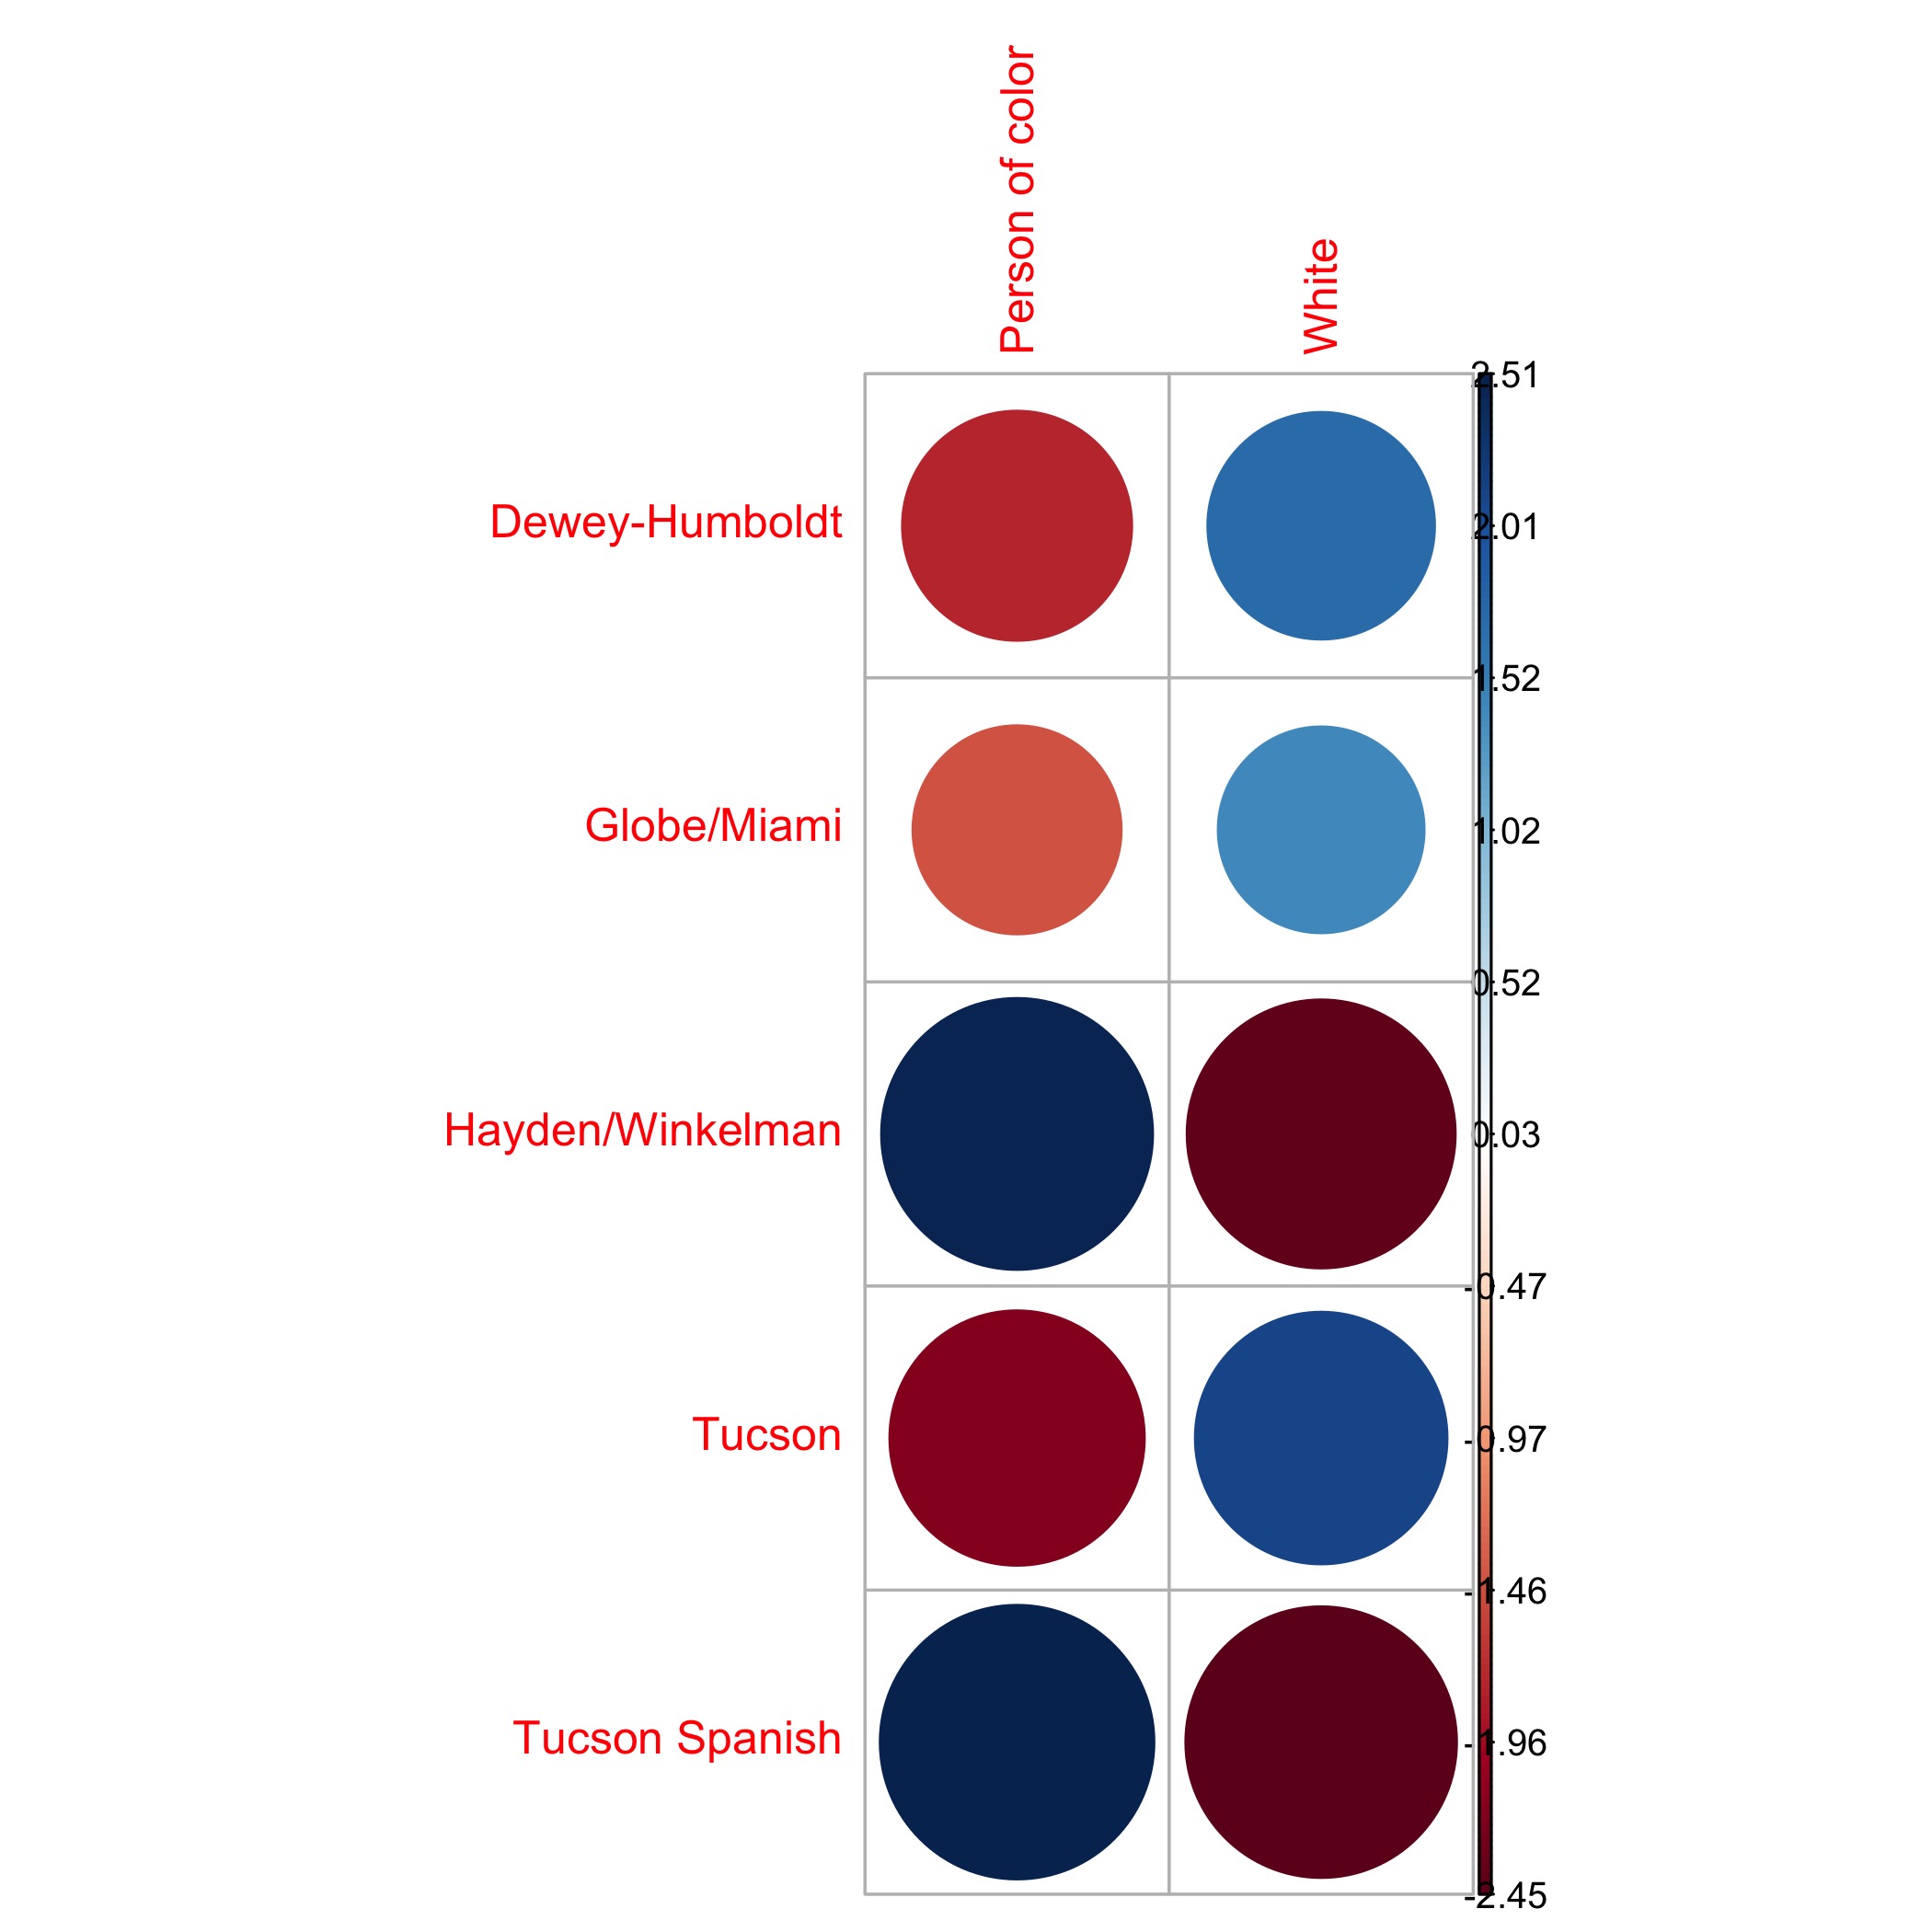 Person of color
White
2.51
Dewey-Humboldt
2.01
1.52
Globe/Miami
1.02
0.52
Hayden/Winkelman
0.03
-0.47
Tucson
-0.97
-1.46
Tucson Spanish
-1.96
-2.45